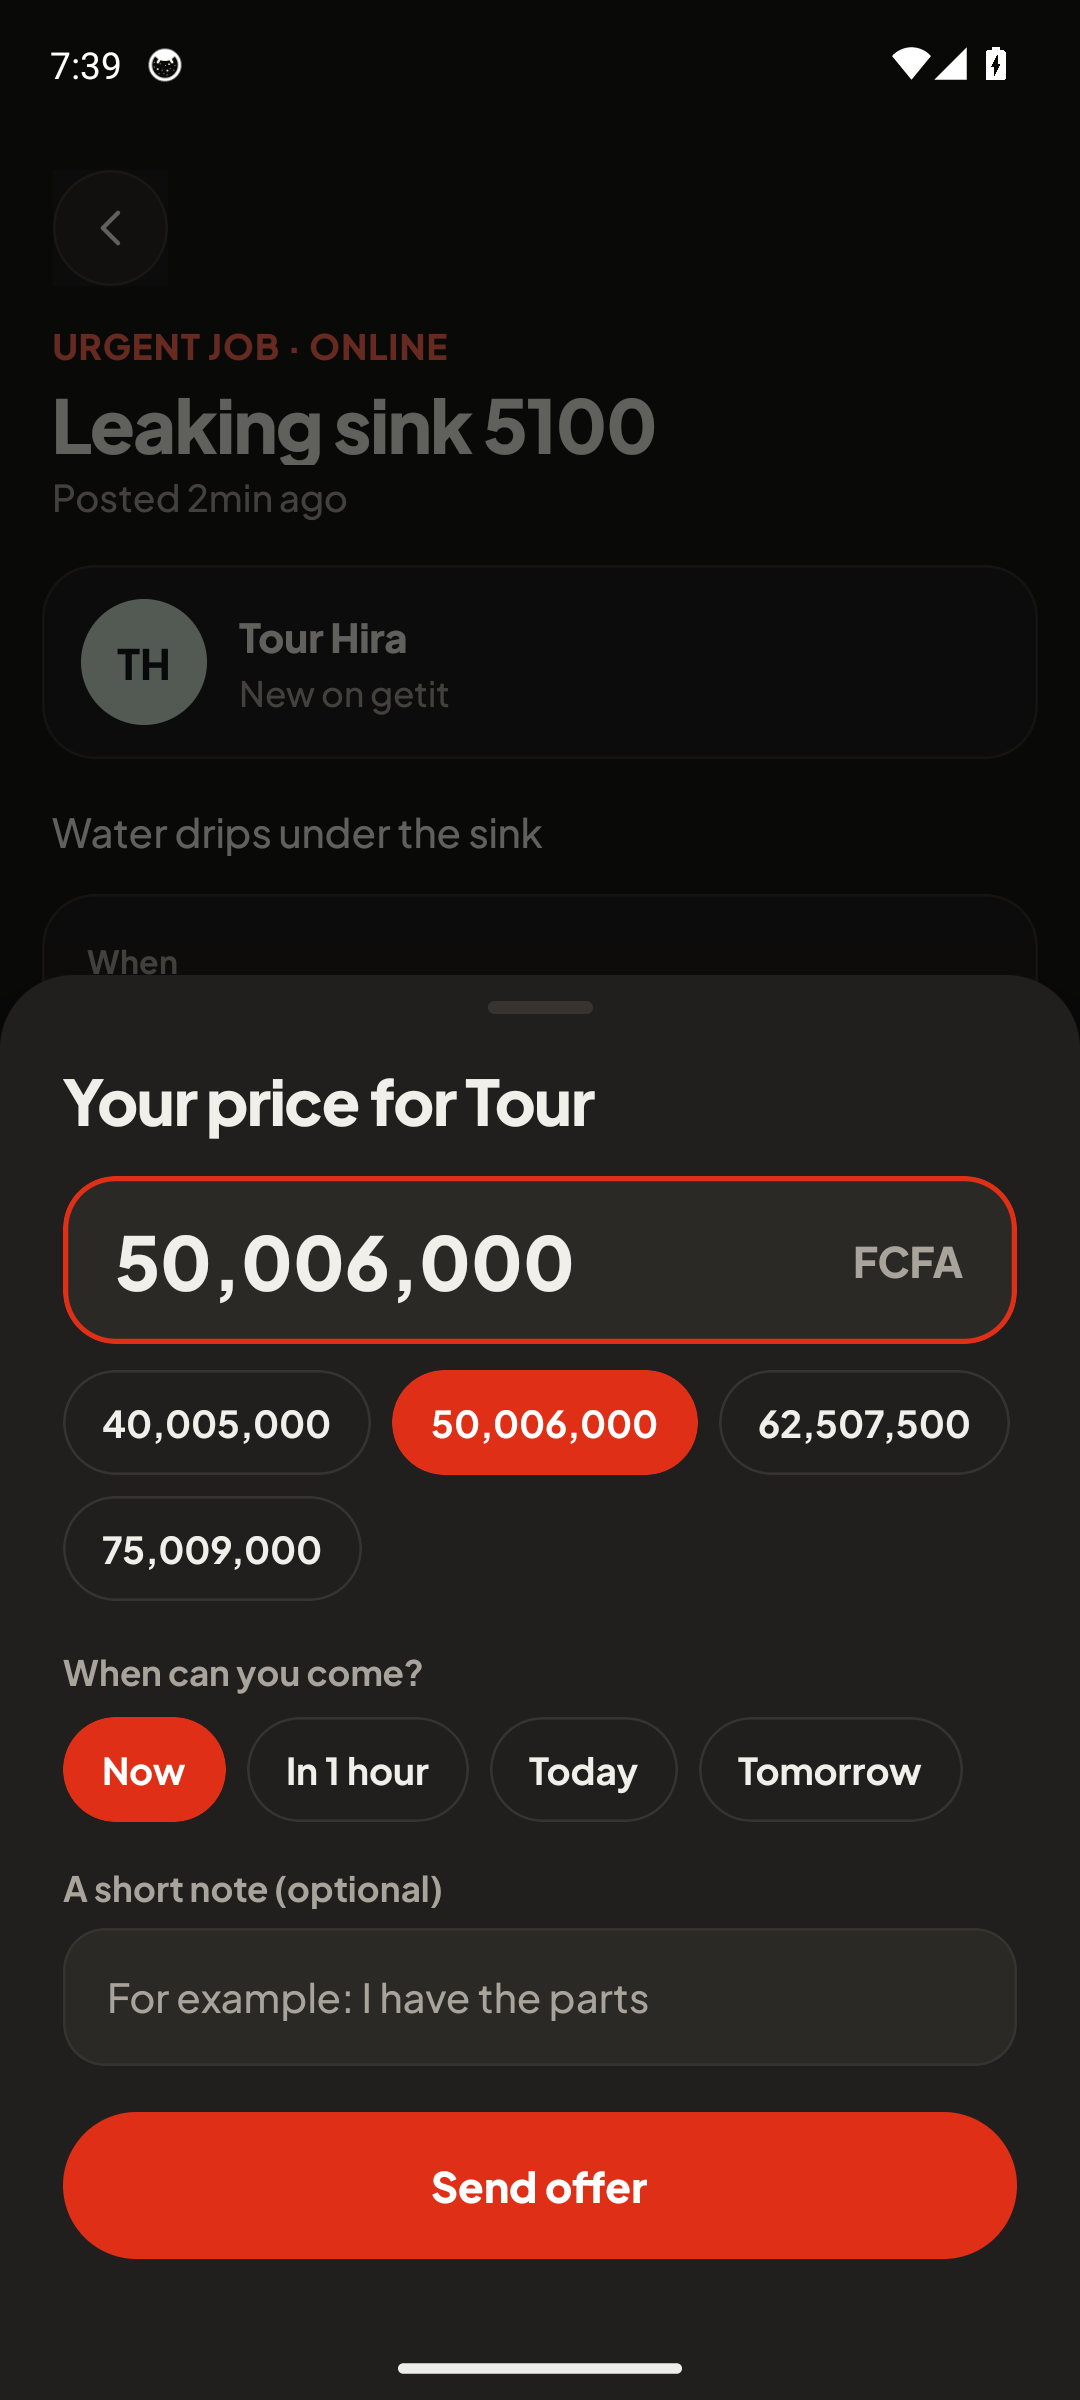 7:39
URGENT JOB · ONLINE
Leaking sink 5100
Posted 2min ago
TH
Tour Hira
New on getit
Water drips under the sink
When
Your price for Tour
50,006,000 FCFA
40,005,000 50,006,000 62,507,500
75,009,000
When can you come?
Now In 1 hour Today Tomorrow
A short note (optional)
For example: I have the parts
Send offer